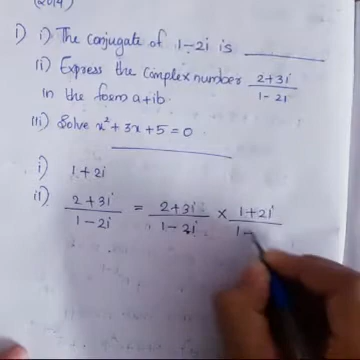 (2014)
1) i) The conjugate of 1-2i is ______
ii) Express the complex number (2+3i)/(1-2i)
in the form a+ib.
iii) Solve x²+3x+5=0
i) 1+2i
ii) (2+3i)/(1-2i) = (2+3i)/(1-2i) × (1+2i)/(1-